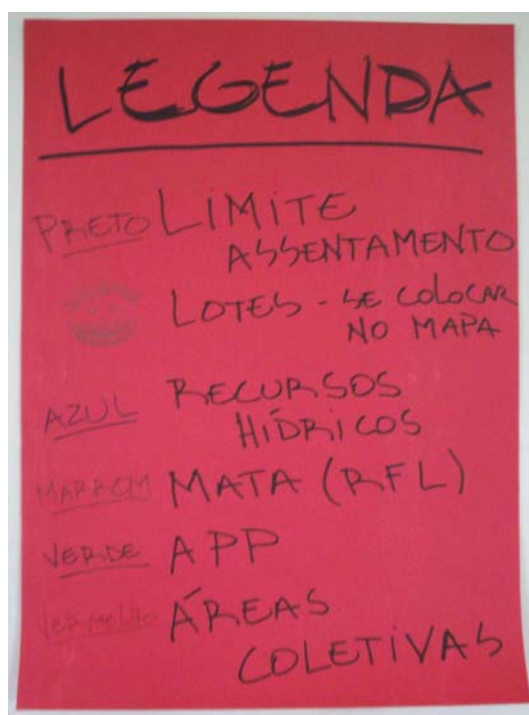 LEGENDA
PRETO LIMITE
ASSENTAMENTO
LOTES - SE COLOCAR
NO MAPA
AZUL RECURSOS
HÍDRICOS
MARROM MATA (RFL)
VERDE APP
VERMELHO ÁREAS
COLETIVAS